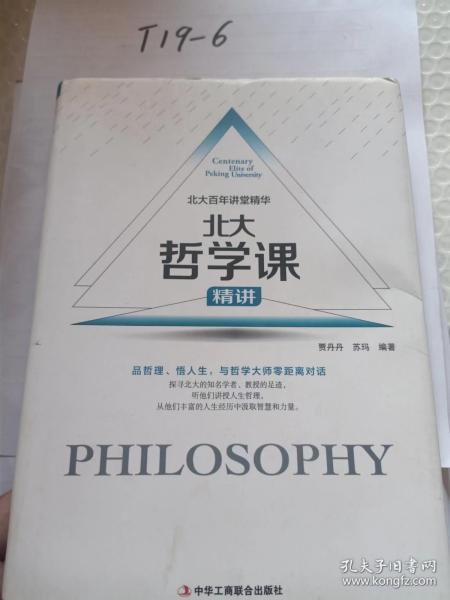 T19-6
Centenary
Elite of
Peking University
北大百年讲堂精华
北大
哲学课
精讲
贾丹丹 苏玛 编著
品哲理、悟人生,与哲学大师零距离对话
探寻北大的知名学者、教授的足迹,
听他们讲授人生哲理,
从他们丰富的人生经历中汲取智慧和力量。
PHILOSOPHY
中华工商联合出版社
孔夫子旧书网
www.kongfz.com